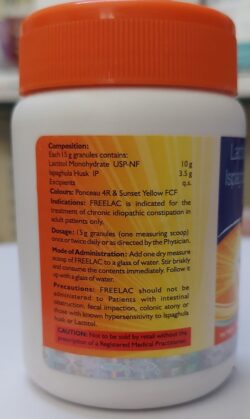 Composition:
Each 15 g granules contains:
Lactitol Monohydrate USP-NF 10 g
Ispaghula Husk IP 3.5 g
Excipients q.s.
Colours: Ponceau 4R & Sunset Yellow FCF
Indications: FREELAC is indicated for the
treatment of chronic idiopathic constipation in
adult patients only.
Dosage: 15 g granules (one measuring scoop)
once or twice daily or as directed by the Physician.
Mode of Administration: Add one dry measure
scoop of FREELAC to a glass of water. Stir briskly
and consume the contents immediately. Follow it
up with a glass of water.
Precautions: FREELAC should not be
administered to Patients with intestinal
obstruction, fecal impaction, colonic atony or
those with known hypersensitivity to Ispaghula
husk or Lactitol.
CAUTION: Not to be sold by retail without the
prescription of a Registered Medical Practitioner.
Lact
Ispa